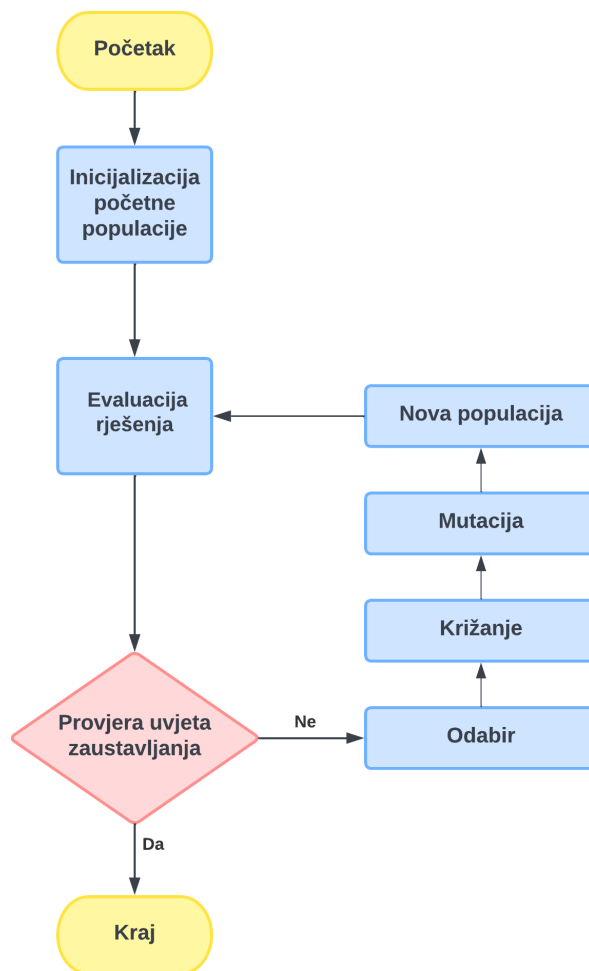 Početak
Inicijalizacija
početne
populacije
Evaluacija
rješenja
Nova populacija
Mutacija
Križanje
Provjera uvjeta
zaustavljanja
Ne
Odabir
Da
Kraj